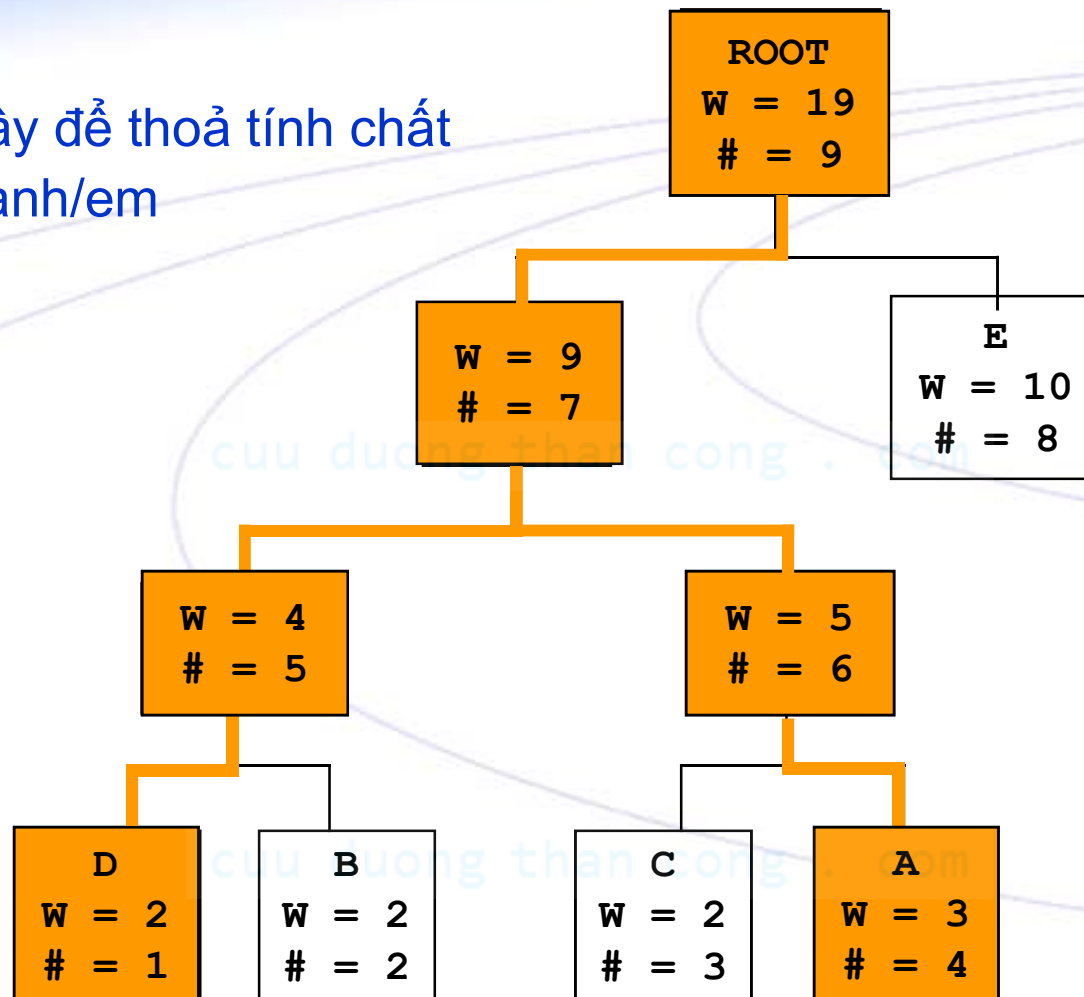 ây để thoả tính chất
anh/em
ROOT
W = 19
# = 9
W = 9
# = 7
E
W = 10
# = 8
cuu duong than cong . com
W = 4
# = 5
W = 5
# = 6
D
W = 2
# = 1
B
W = 2
# = 2
C
W = 2
# = 3
A
W = 3
# = 4
cuu duong than cong . com